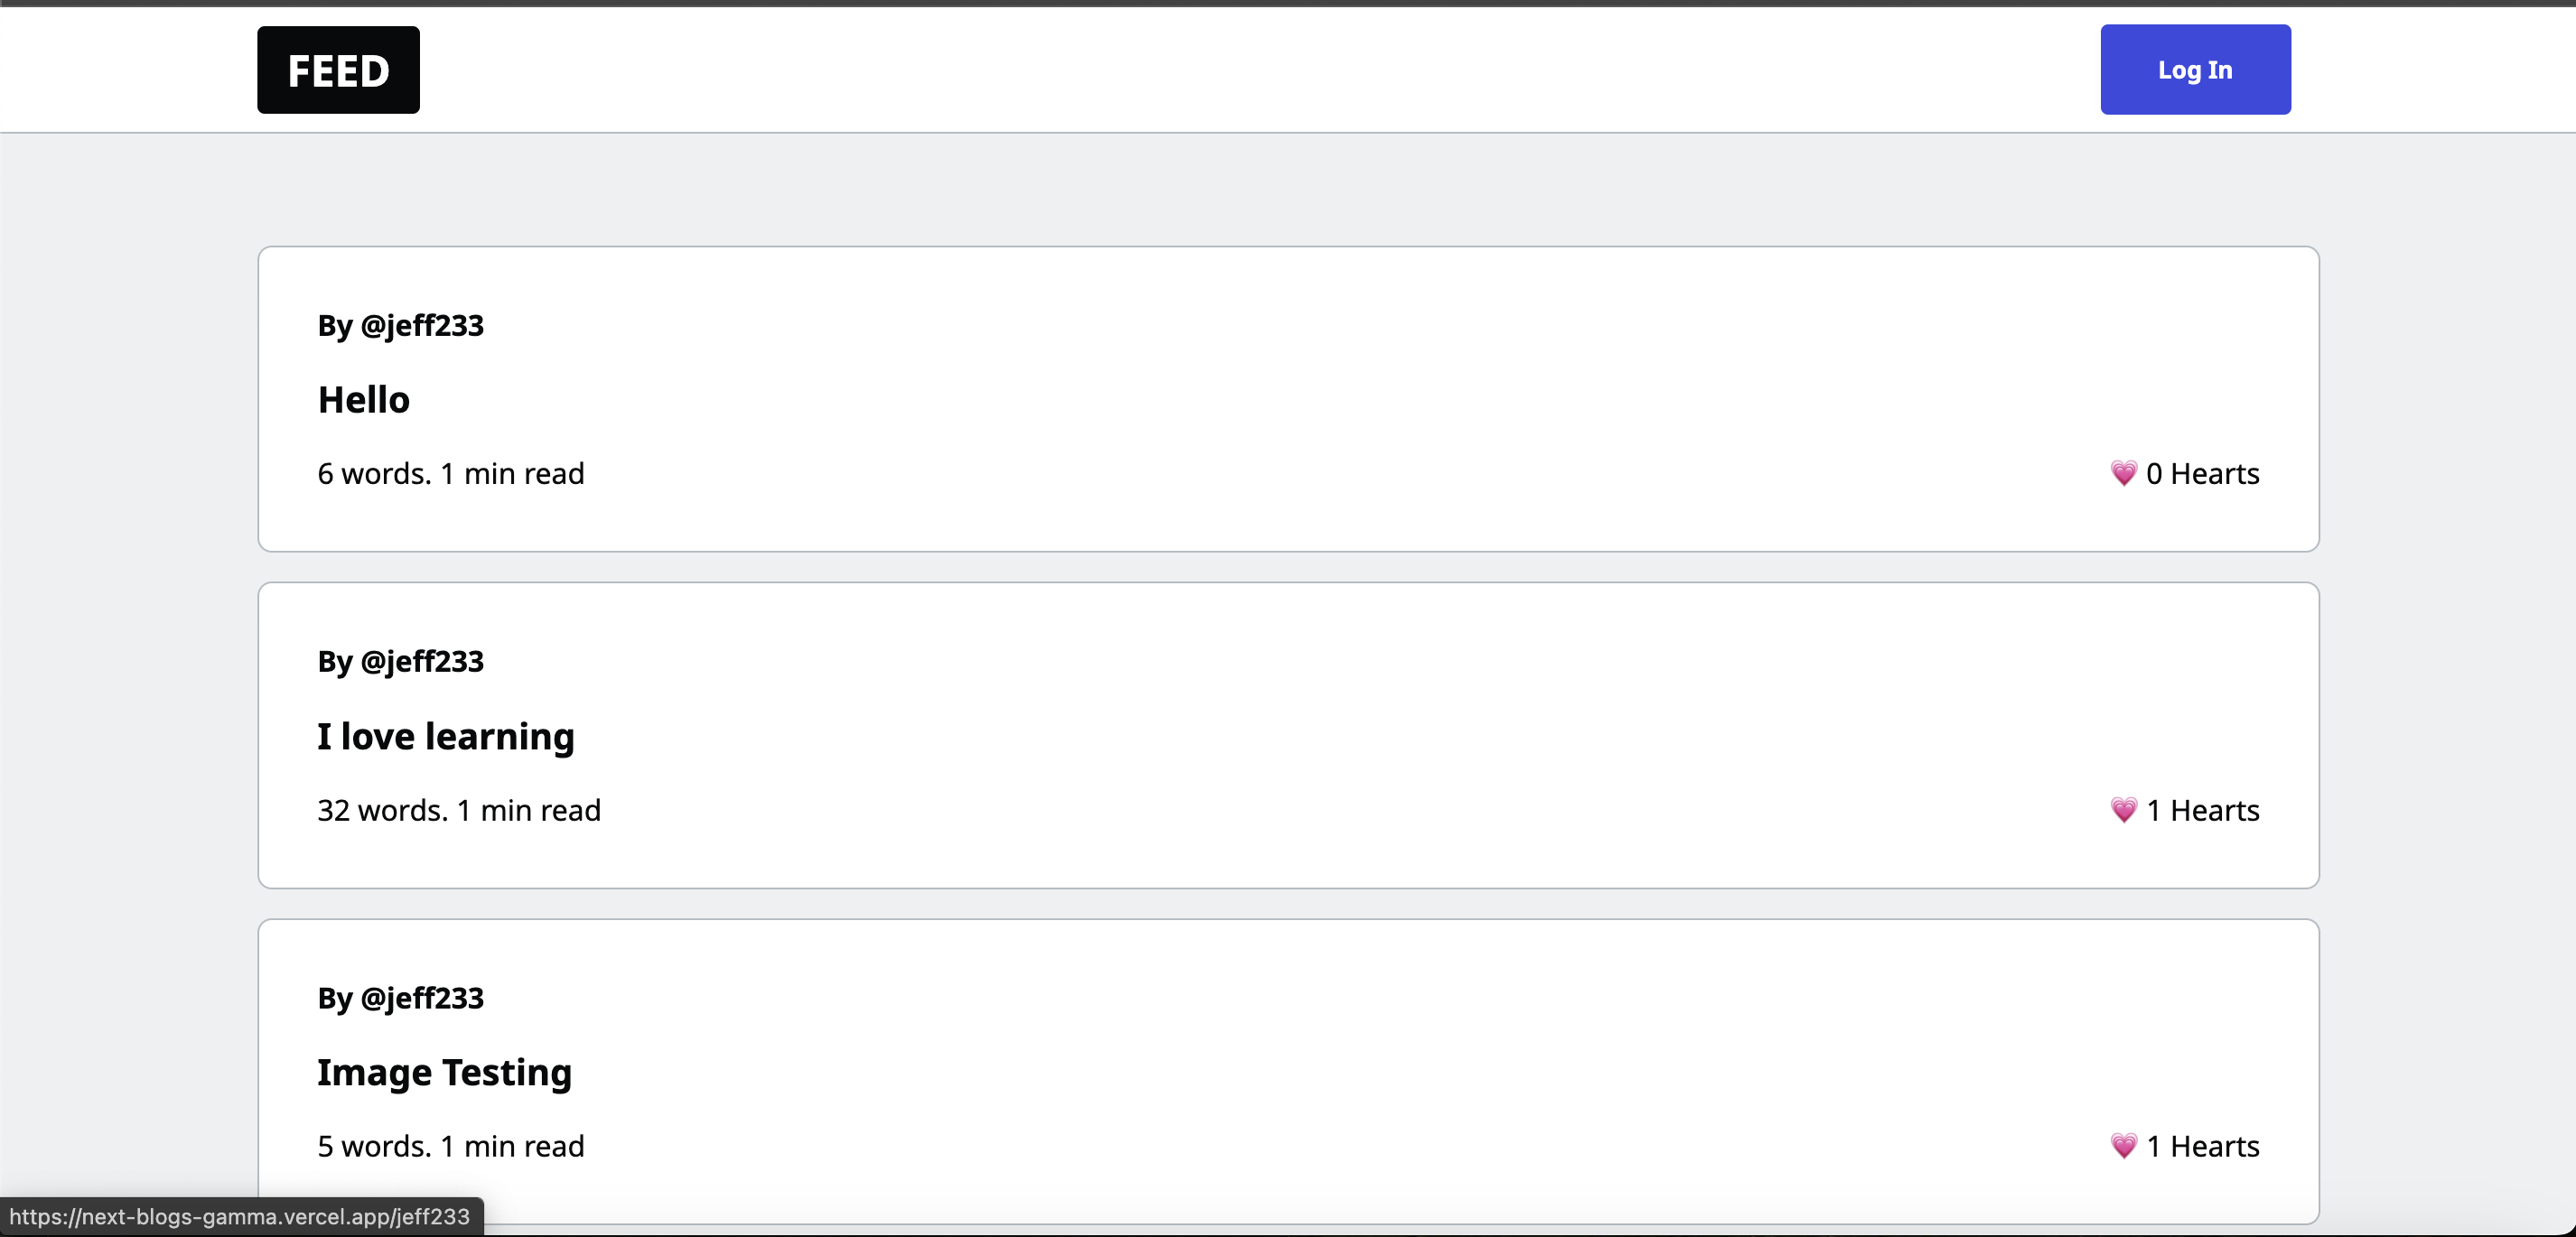 FEED
Log In
By @jeff233
Hello
6 words. 1 min read
💗 0 Hearts
By @jeff233
I love learning
32 words. 1 min read
💗 1 Hearts
By @jeff233
Image Testing
5 words. 1 min read
💗 1 Hearts
https://next-blogs-gamma.vercel.app/jeff233